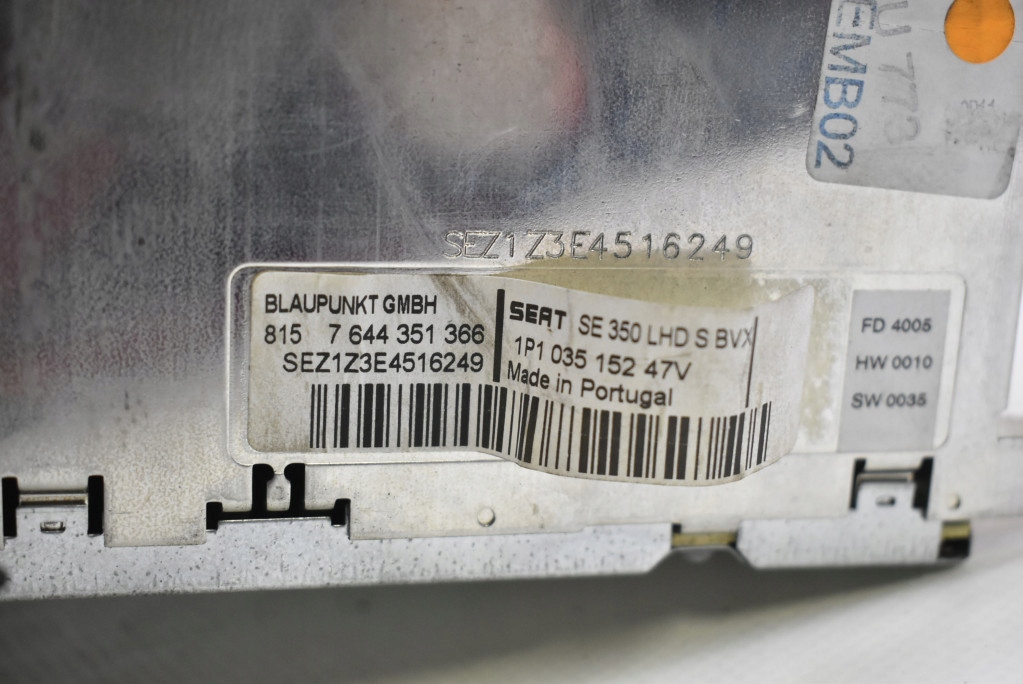 EMB02
SEZ1Z3E4516249
BLAUPUNKT GMBH
815 7 644 351 366
SEZ1Z3E4516249
SEAT SE 350 LHD S BVX
1P1 035 152 47V
Made in Portugal
FD 4005
HW 0010
SW 0035